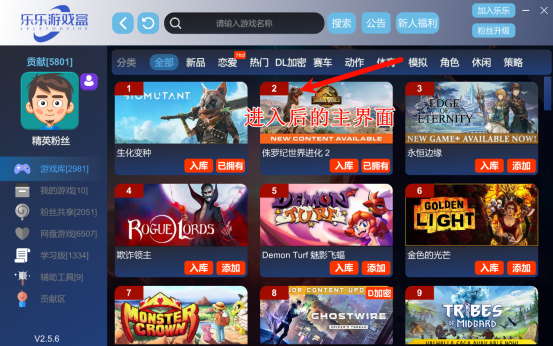 乐乐游戏盒
请输入游戏名称
搜索
公告
新人福利
加入乐乐
粉丝升级
贡献[5801]
精英粉丝
游戏库[2981]
我的游戏[10]
粉丝共享[2051]
网盘游戏[6507]
学习版[1334]
辅助工具[9]
贡献区
V2.5.6
分类 全部 新品 恋爱 Hot 热门 DL加密 赛车 动作 体育 模拟 角色 休闲 策略
进入后的主界面
1
BIOMUTANT
生化变种
入库 已拥有
2
NEW CONTENT AVAILABLE
侏罗纪世界进化 2
入库 已拥有
3
EDGE OF ETERNITY
NEW GAME+ AVAILABLE NOW!
永恒边缘
入库 添加
4
ROGUE LORDS
欺诈领主
入库 添加
5
DEMON TURF
Demon Turf 魅影飞蝠
入库 添加
6
GOLDEN LIGHT
金色的光芒
入库 添加
7
MONSTER CROWN
8
D加密
MAJOR CONTENT UPD
GHOSTWIRE
9
TRIBES OF MIDGARD